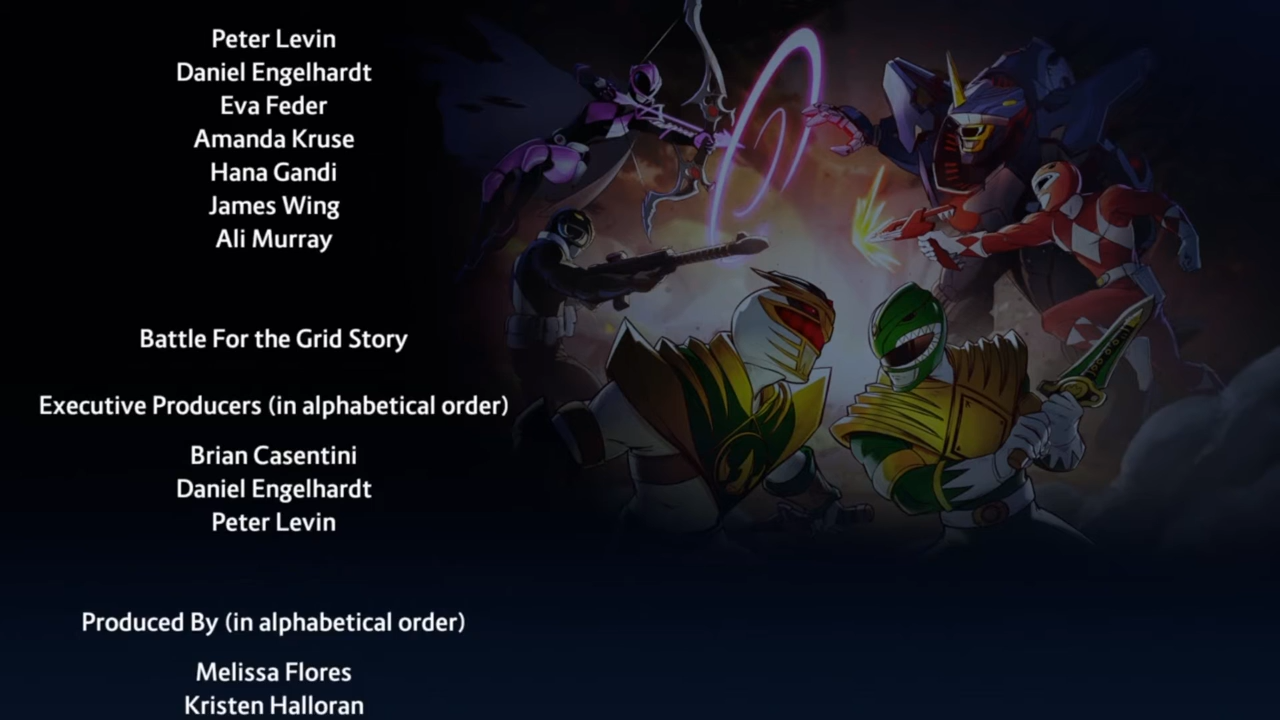 Peter Levin
Daniel Engelhardt
Eva Feder
Amanda Kruse
Hana Gandi
James Wing
Ali Murray
Battle For the Grid Story
Executive Producers (in alphabetical order)
Brian Casentini
Daniel Engelhardt
Peter Levin
Produced By (in alphabetical order)
Melissa Flores
Kristen Halloran